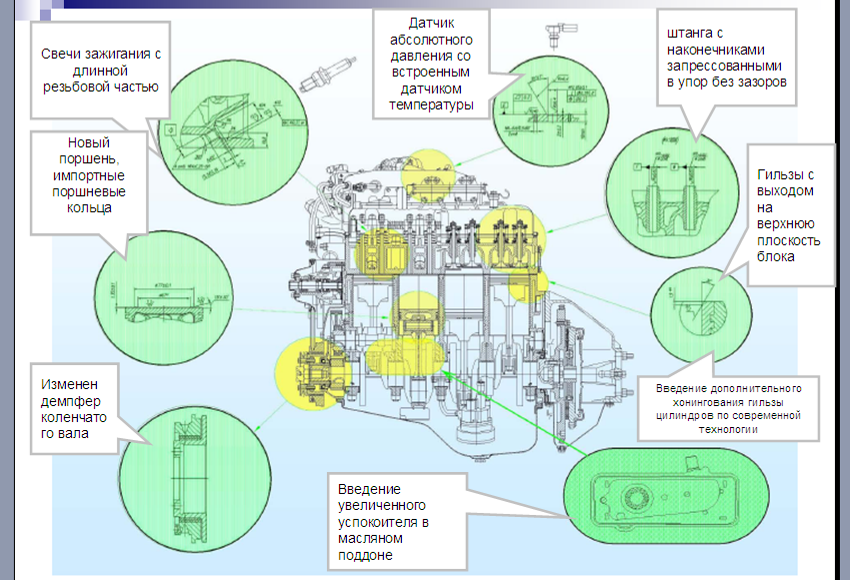 Свечи зажигания с
длинной
резьбовой частью
Датчик
абсолютного
давления со
встроенным
датчиком
температуры
штанга с
наконечниками
запрессованными
в упор без зазоров
Новый
поршень,
импортные
поршневые
кольца
Гильзы с
выходом
на
верхнюю
плоскость
блока
Изменен
демпфер
коленчато
го вала
Введение дополнительного
хонингования гильзы
цилиндров по современной
технологии
Введение
увеличенного
успокоителя в
масляном
поддоне